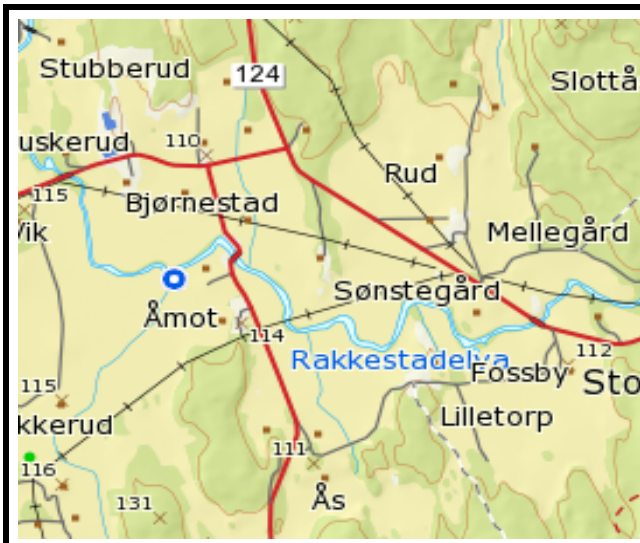 Stubberud
124
Slottå
uskerud
110
Rud
115
Bjørnestad
Vik
Mellegård
Sønstegård
Åmot
114
Rakkestadelva
112
Fossby
Sto
115
Lilletorp
kkerud
111
116
131
Ås